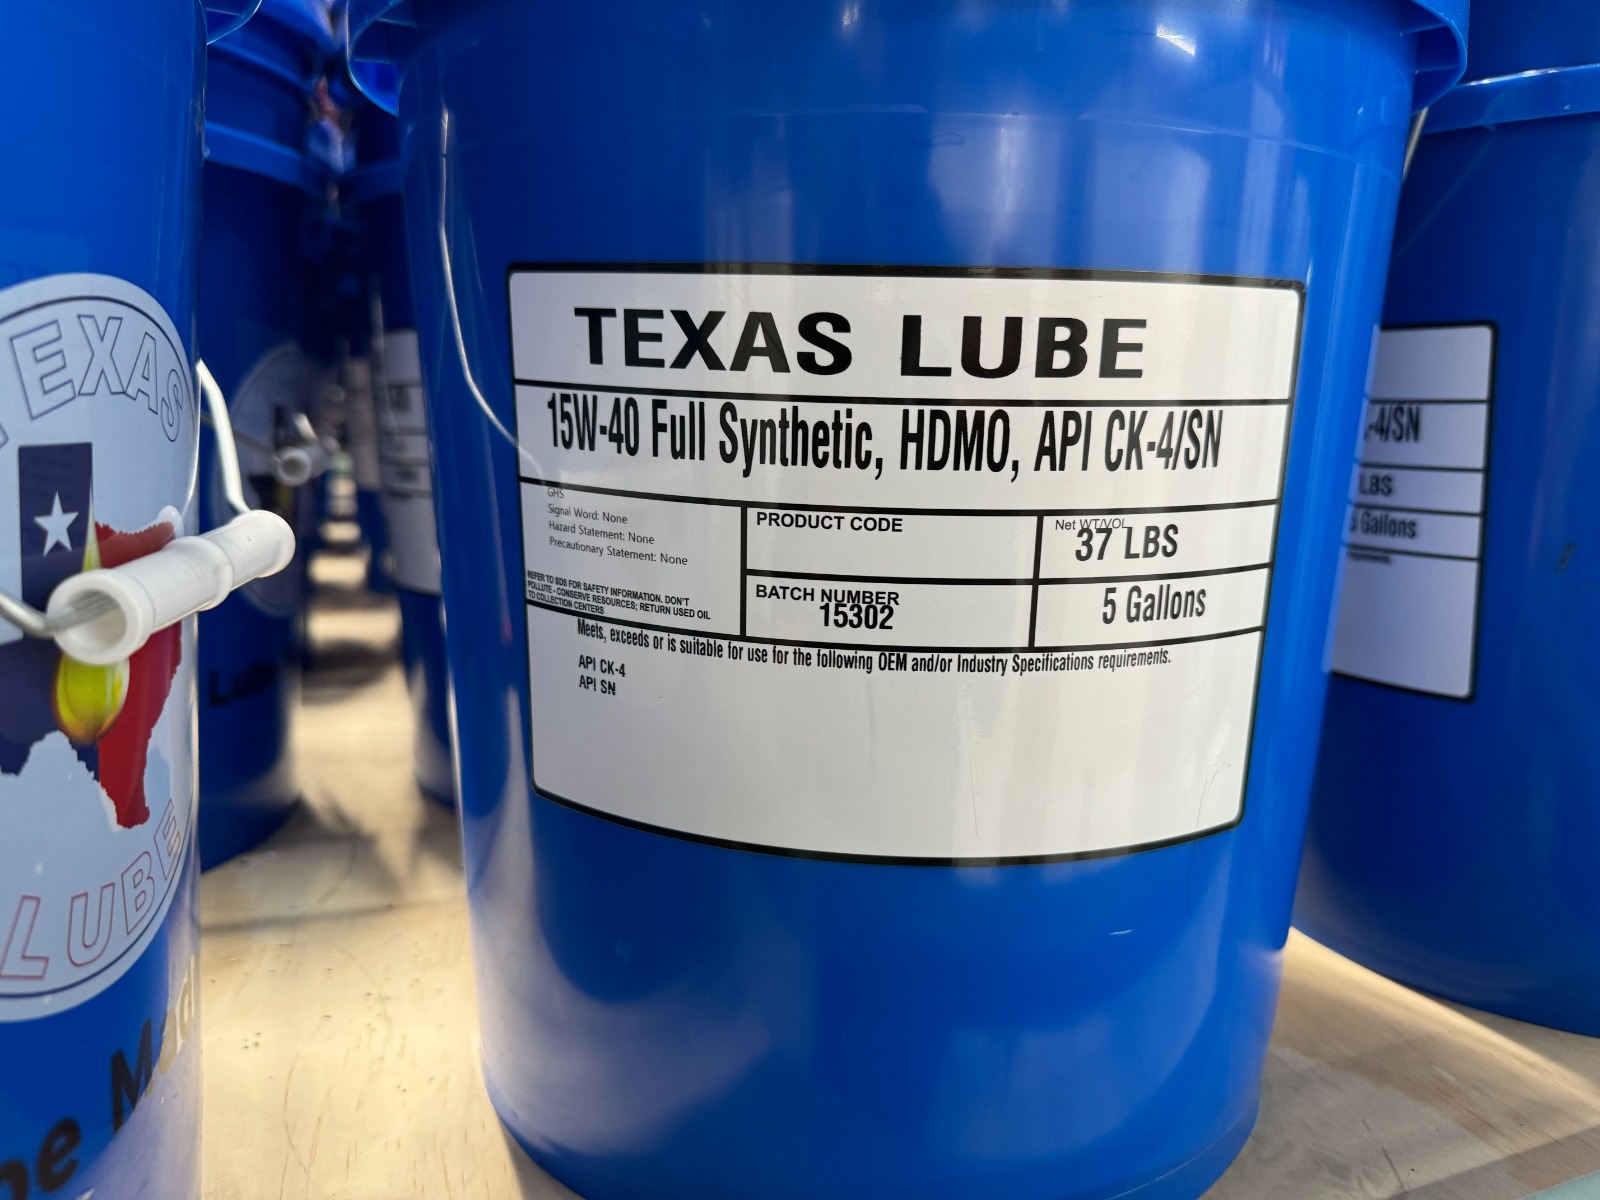 TEXAS LUBE
15W-40 Full Synthetic, HDMO, API CK-4/SN
GHS
Signal Word: None
Hazard Statement: None
Precautionary Statement: None
REFER TO SDS FOR SAFETY INFORMATION. DON'T
POLLUTE - CONSERVE RESOURCES; RETURN USED OIL
TO COLLECTION CENTERS
PRODUCT CODE
BATCH NUMBER
15302
Net WT/VOL
37 LBS
5 Gallons
Meets, exceeds or is suitable for use for the following OEM and/or Industry Specifications requirements.
API CK-4
API SN
TEXAS
LUBE
-4/SN
LBS
Gallons